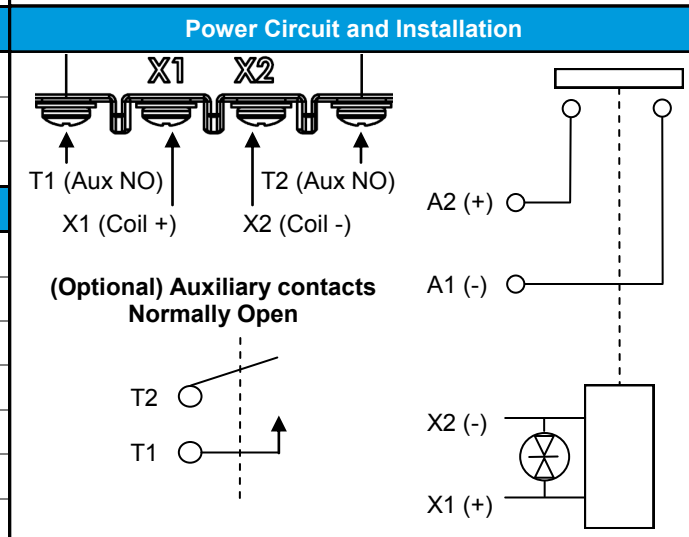 Power Circuit and Installation
X1 X2
T1 (Aux NO) T2 (Aux NO)
X1 (Coil +) X2 (Coil -)
(Optional) Auxiliary contacts
Normally Open
T2
T1
A2 (+)
A1 (-)
X2 (-)
X1 (+)